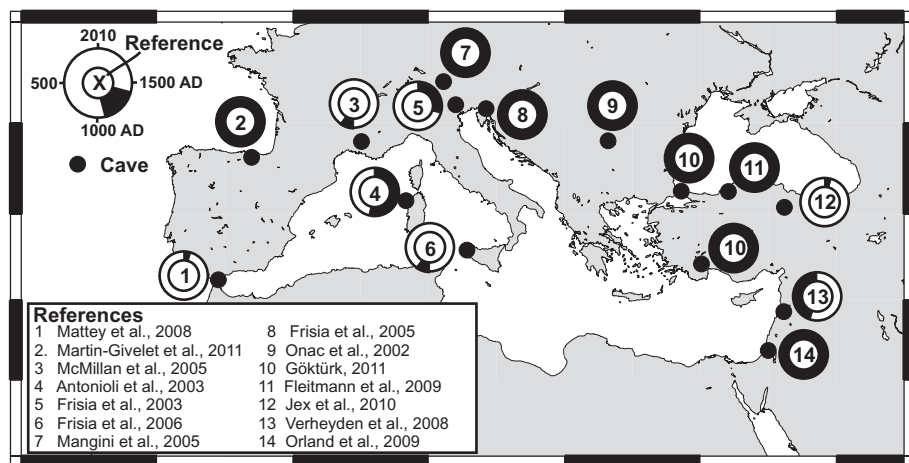 2010
Reference
X
500
1500 AD
1000 AD
Cave
1
2
3
4
5
6
7
8
9
10
11
12
10
13
14
References
1 Mattey et al., 2008
2. Martin-Givelet et al., 2011
3 McMillan et al., 2005
4 Antonioli et al., 2003
5 Frisia et al., 2003
6 Frisia et al., 2006
7 Mangini et al., 2005
8 Frisia et al., 2005
9 Onac et al., 2002
10 Göktürk, 2011
11 Fleitmann et al., 2009
12 Jex et al., 2010
13 Verheyden et al., 2008
14 Orland et al., 2009